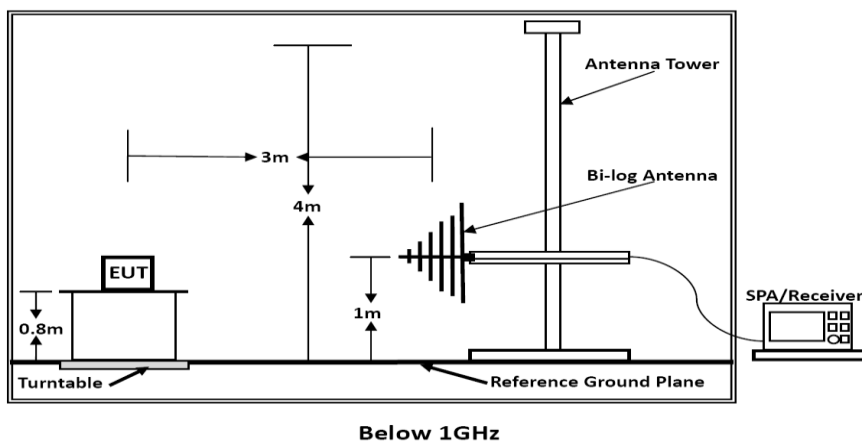 Antenna Tower
3m
Bi-log Antenna
4m
EUT
SPA/Receiver
0.8m
1m
Turntable
Reference Ground Plane
Below 1GHz